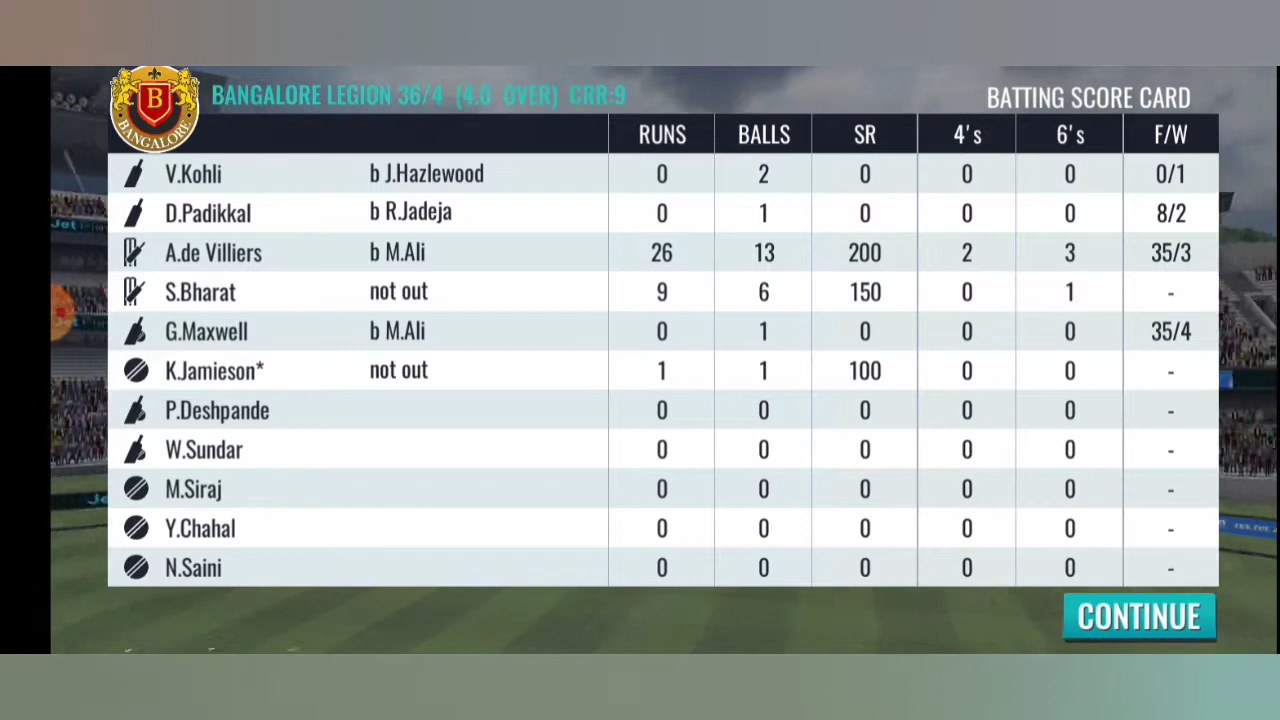 BANGALORE LEGION 36/4 (4.0 OVER) CRR:9
BATTING SCORE CARD
B
BANGALORE
RUNS BALLS SR 4's 6's F/W
V.Kohli b J.Hazlewood 0 2 0 0 0 0/1
D.Padikkal b R.Jadeja 0 1 0 0 0 8/2
A.de Villiers b M.Ali 26 13 200 2 3 35/3
S.Bharat not out 9 6 150 0 1 -
G.Maxwell b M.Ali 0 1 0 0 0 35/4
K.Jamieson* not out 1 1 100 0 0 -
P.Deshpande 0 0 0 0 0 -
W.Sundar 0 0 0 0 0 -
M.Siraj 0 0 0 0 0 -
Y.Chahal 0 0 0 0 0 -
N.Saini 0 0 0 0 0 -
CONTINUE